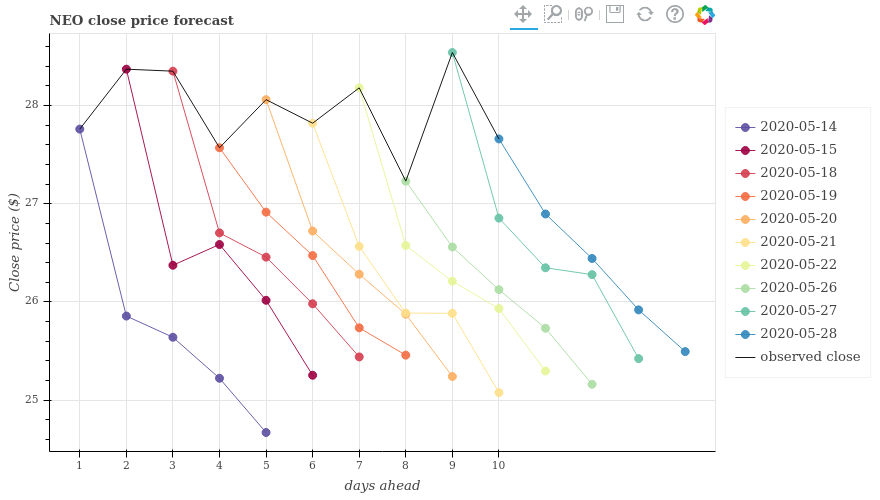 NEO close price forecast
28
27
26
25
Close price ($)
1 2 3 4 5 6 7 8 9 10
days ahead
2020-05-14
2020-05-15
2020-05-18
2020-05-19
2020-05-20
2020-05-21
2020-05-22
2020-05-26
2020-05-27
2020-05-28
observed close